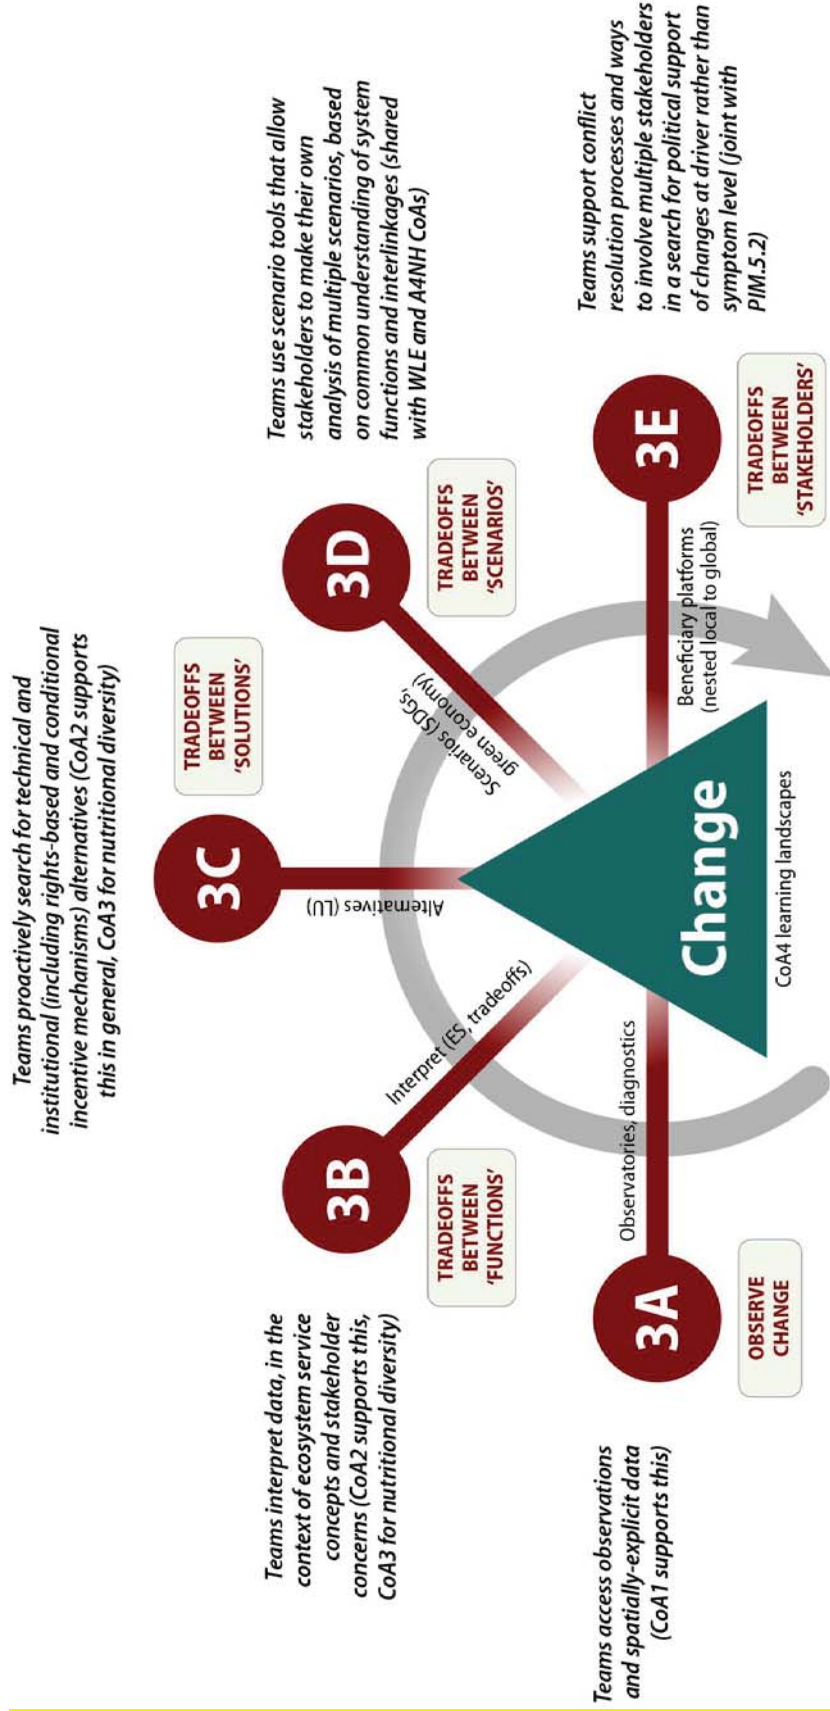 Teams access observations
and spatially-explicit data
(CoA1 supports this)
3A
OBSERVE
CHANGE
Observatories, diagnostics
Teams interpret data, in the
context of ecosystem service
concepts and stakeholder
concerns (CoA2 supports this,
CoA3 for nutritional diversity)
3B
TRADEOFFS
BETWEEN
‘FUNCTIONS’
Interpret (ES, tradeoffs)
Teams proactively search for technical and
institutional (including rights-based and conditional
incentive mechanisms) alternatives (CoA2 supports
this in general, CoA3 for nutritional diversity)
3C
TRADEOFFS
BETWEEN
‘SOLUTIONS’
Alternatives (LU)
Teams use scenario tools that allow
stakeholders to make their own
analysis of multiple scenarios, based
on common understanding of system
functions and interlinkages (shared
with WLE and A4NH CoAs)
3D
TRADEOFFS
BETWEEN
‘SCENARIOS’
Scenarios (SDGs,
green economy)
Teams support conflict
resolution processes and ways
to involve multiple stakeholders
in a search for political support
of changes at driver rather than
symptom level (joint with
PIM.5.2)
3E
TRADEOFFS
BETWEEN
‘STAKEHOLDERS’
Beneficiary platforms
(nested local to global)
Change
CoA4 learning landscapes